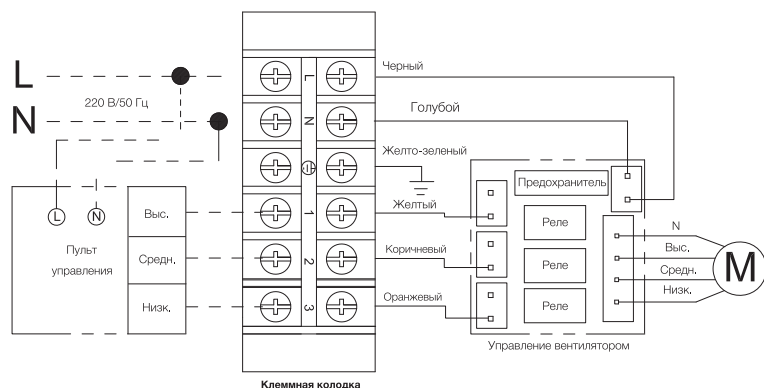 L
N
220 В/50 Гц
L
N
Пульт
управления
Выс.
Средн.
Низк.
L
N
1
2
3
Клеммная колодка
Черный
Голубой
Желто-зеленый
Желтый
Коричневый
Оранжевый
Предохранитель
Реле
Реле
Реле
Управление вентилятором
N
Выс.
Средн.
Низк.
M